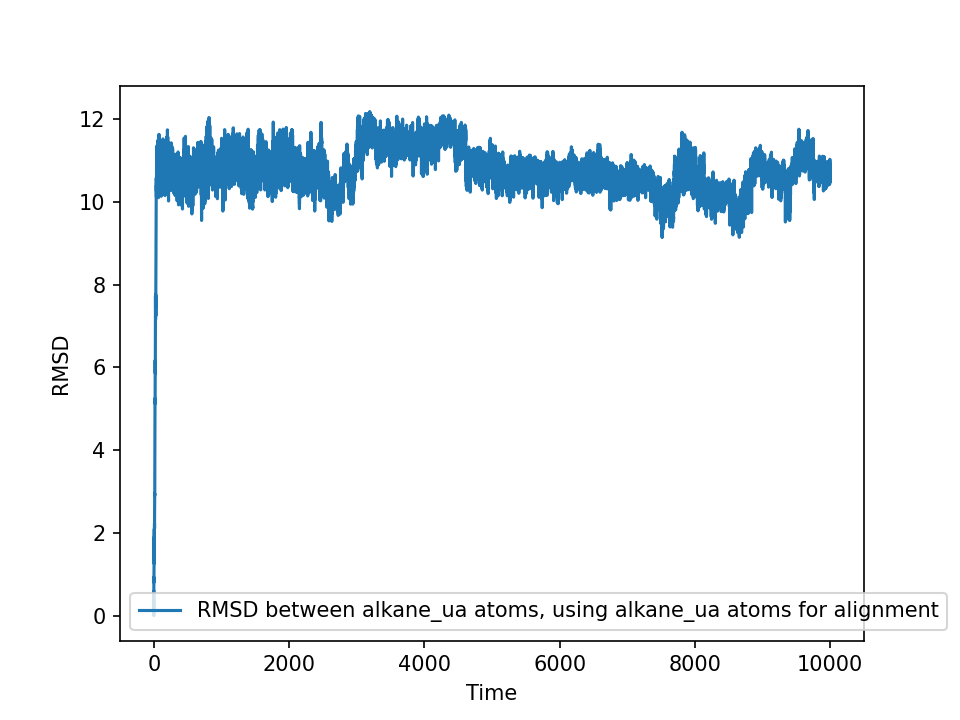 12
10
8
6
4
2
0
RMSD
RMSD between alkane_ua atoms, using alkane_ua atoms for alignment
0 2000 4000 6000 8000 10000
Time